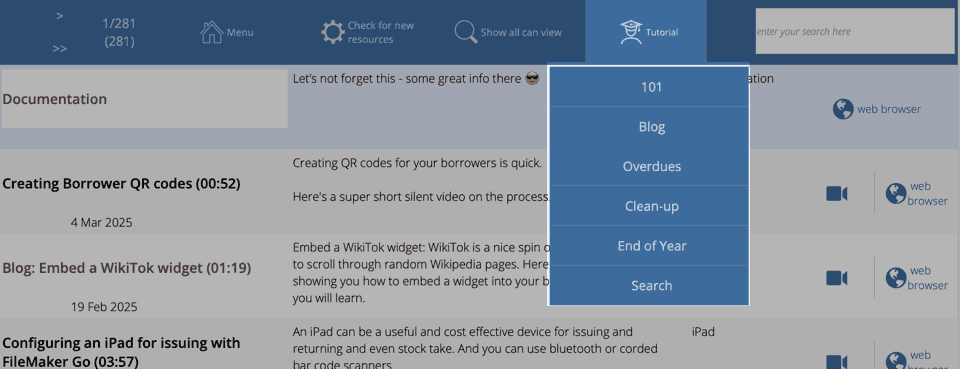 >
>>
1/281
(281)
Menu
Check for new
resources
Show all can view
Tutorial
enter your search here
101
Blog
Overdues
Clean-up
End of Year
Search
Documentation
Let's not forget this - some great info there 😎
ation
web browser
Creating Borrower QR codes (00:52)
4 Mar 2025
Creating QR codes for your borrowers is quick.
Here's a super short silent video on the process
web
browser
Blog: Embed a WikiTok widget (01:19)
19 Feb 2025
Embed a WikiTok widget: WikiTok is a nice spin o
to scroll through random Wikipedia pages. Here
showing you how to embed a widget into your b
you will learn.
web
browser
Configuring an iPad for issuing with
FileMaker Go (03:57)
An iPad can be a useful and cost effective device for issuing and
returning and even stock take. And you can use bluetooth or corded
bar code scanners
iPad
web
browser